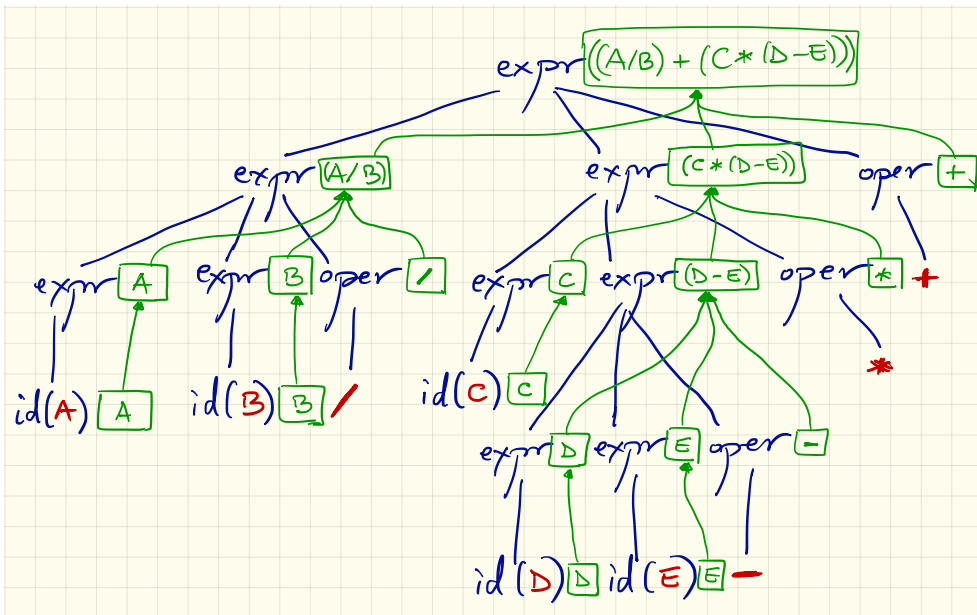 expr ((A/B) + (C * (D-E)))
expr (A/B) expr (C * (D-E)) oper +
expr A expr B oper / expr C expr (D-E) oper * +
*
id(A) A id(B) B / id(C) C
expr D expr E oper -
id(D) D id(E) E -